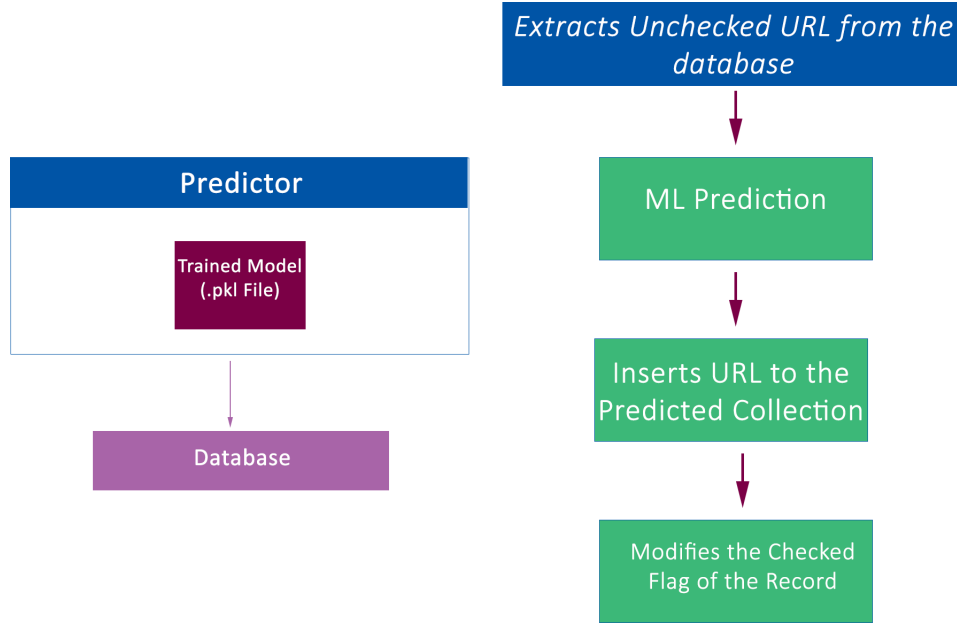 Predictor
Trained Model
(.pkl File)
Database
Extracts Unchecked URL from the
database
ML Prediction
Inserts URL to the
Predicted Collection
Modifies the Checked
Flag of the Record